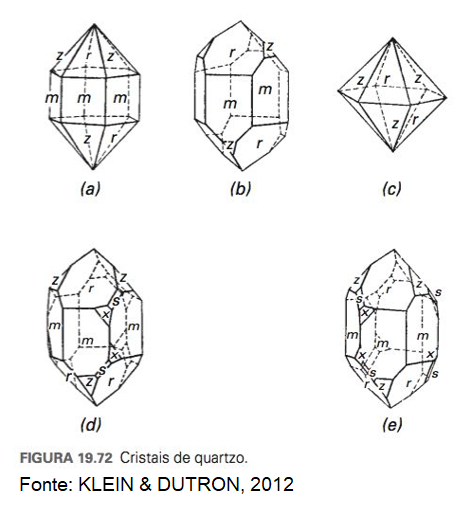 z r z
m m m
z r
(a)
r z
m m
z r
(b)
z r z
z r
(c)
z r z
s
x
m m m
x
s
r z r
(d)
z r z s
s
x
m m m
x x
s s
r z r
(e)
FIGURA 19.72 Cristais de quartzo.
Fonte: KLEIN & DUTRON, 2012